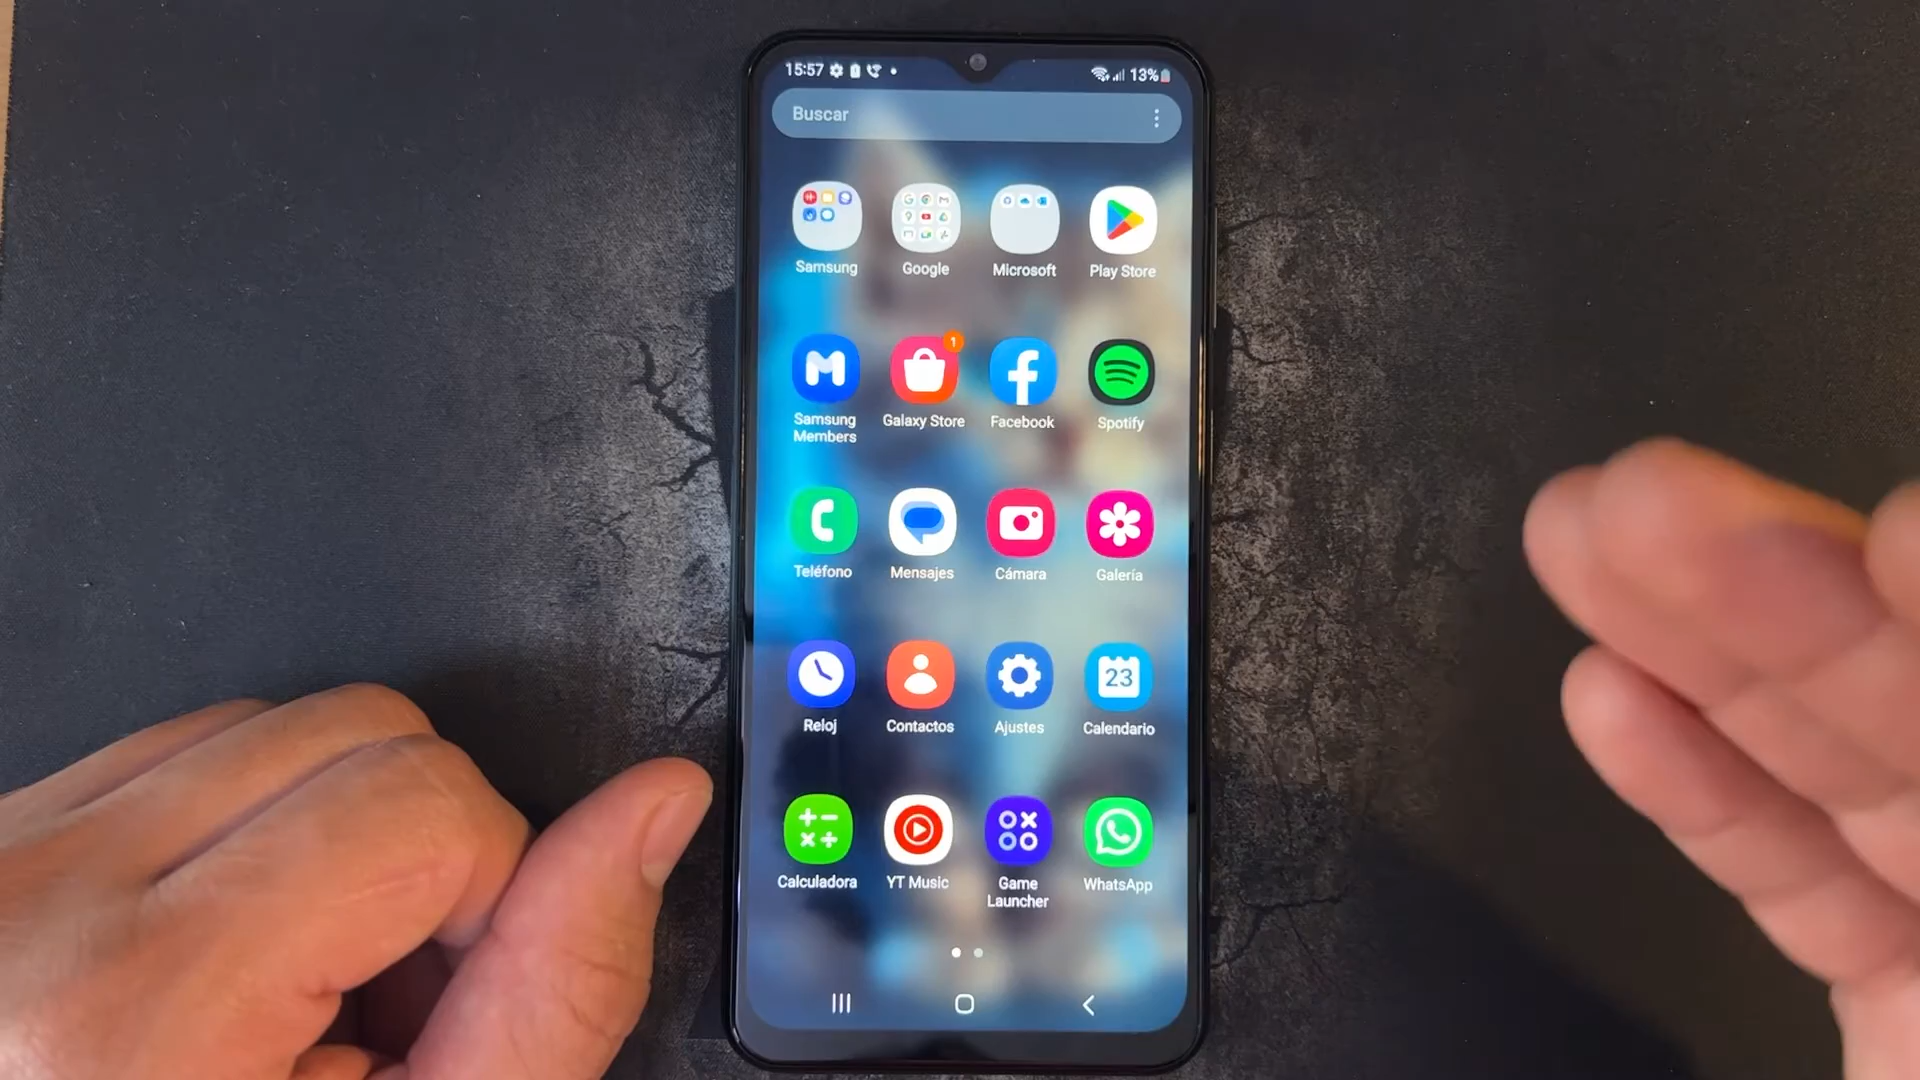 15:57 13%
Buscar
Samsung Google Microsoft Play Store
1
Samsung Members Galaxy Store Facebook Spotify
Teléfono Mensajes Cámara Galería
23
Reloj Contactos Ajustes Calendario
Calculadora YT Music Game Launcher WhatsApp